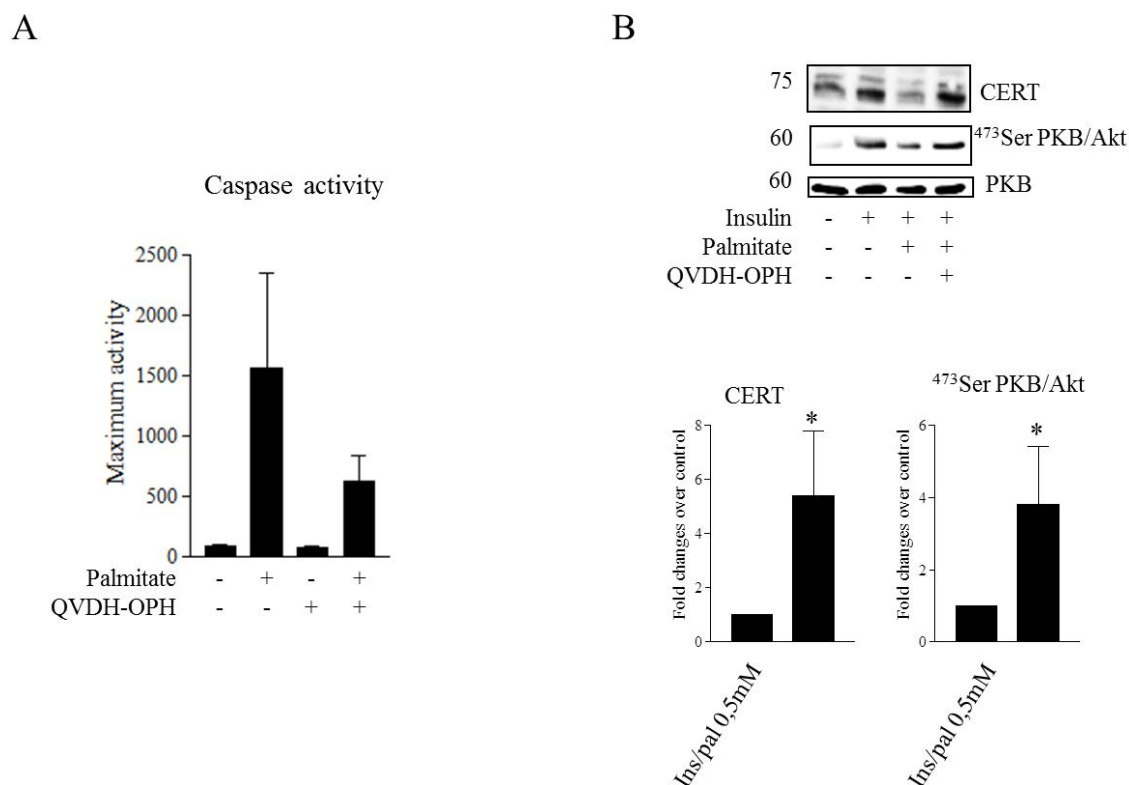 A
Caspase activity
Maximum activity
2500
2000
1500
1000
500
0
Palmitate - + - +
QVDH-OPH - - + +
B
75 CERT
60 ⁴⁷³Ser PKB/Akt
60 PKB
Insulin - + + +
Palmitate - - + +
QVDH-OPH - - - +
CERT
Fold changes over control
8
6
4
2
0
*
Ins/pal 0,5mM
⁴⁷³Ser PKB/Akt
Fold changes over control
6
4
2
0
*
Ins/pal 0,5mM